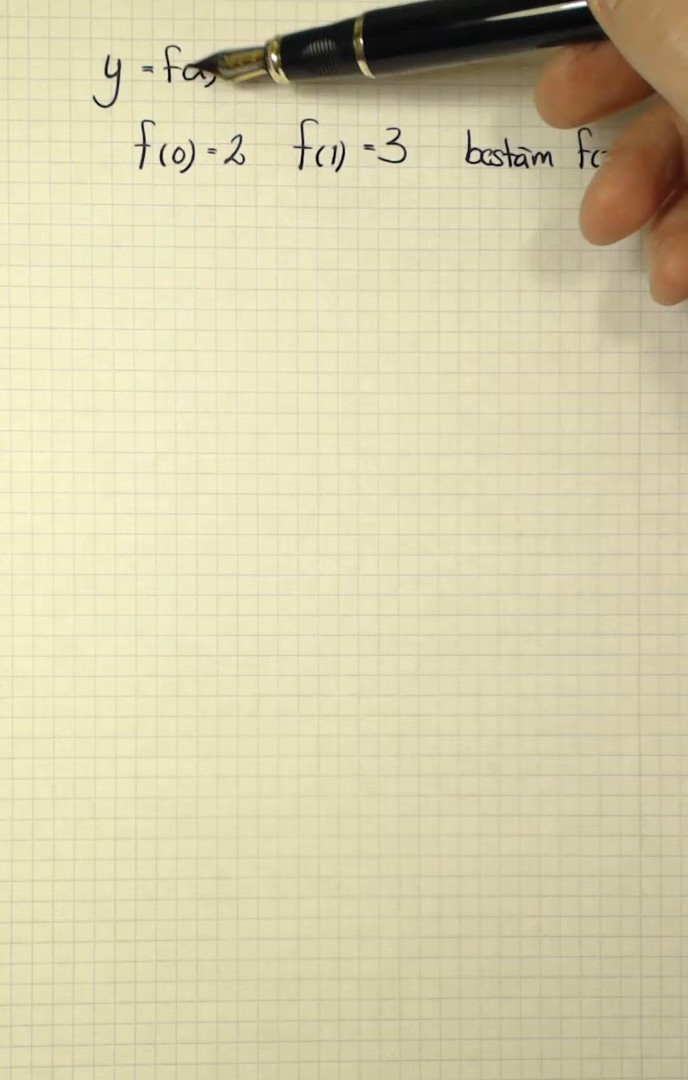 y = f(x)
f(0) = 2 f(1) = 3 bestäm